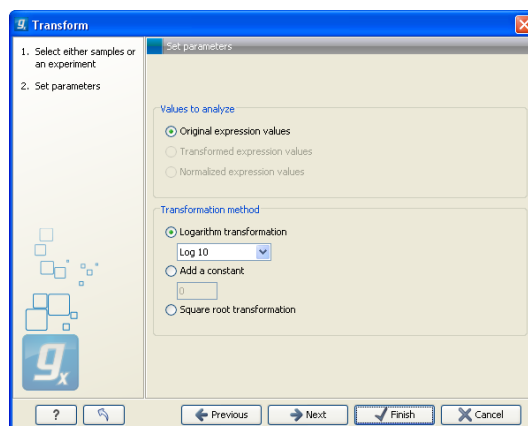 Transform
1. Select either samples or
an experiment
2. Set parameters
Set parameters
Values to analyze
Original expression values
Transformed expression values
Normalized expression values
Transformation method
Logarithm transformation
Log 10
Add a constant
0
Square root transformation
gx
? Previous Next Finish Cancel